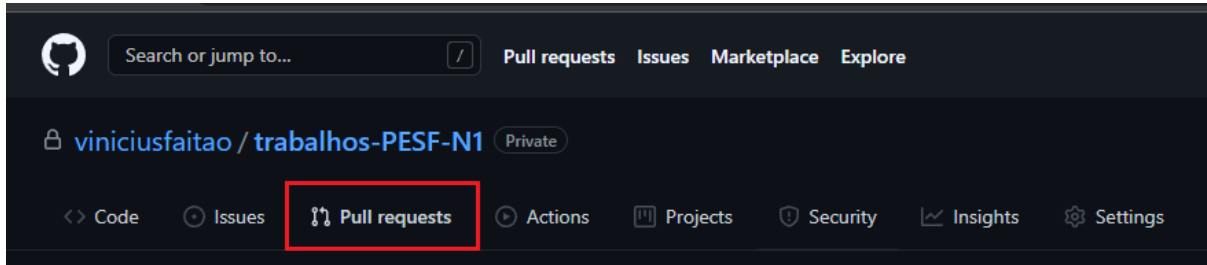 Search or jump to... / Pull requests Issues Marketplace Explore
viniciusfaitao / trabalhos-PESF-N1 Private
<> Code Issues Pull requests Actions Projects Security Insights Settings